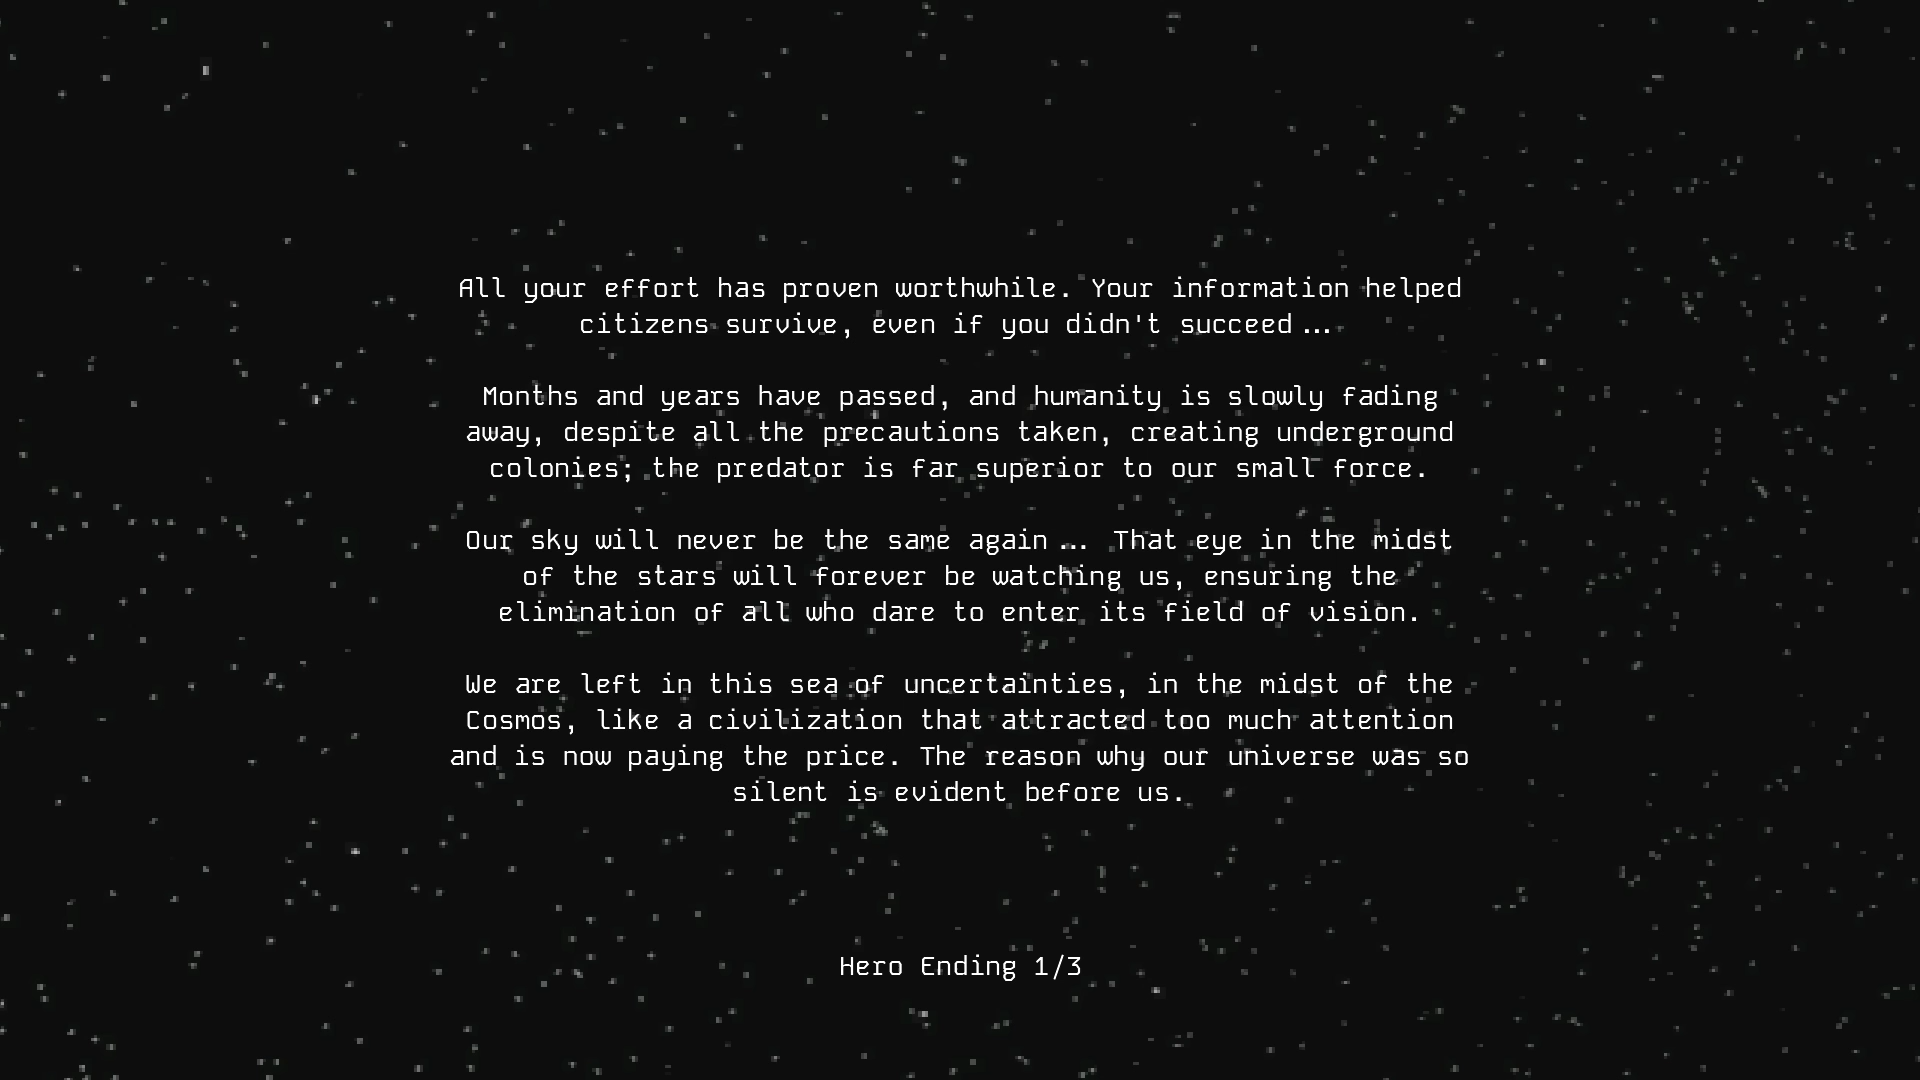 All your effort has proven worthwhile. Your information helped
citizens survive, even if you didn't succeed...
Months and years have passed, and humanity is slowly fading
away, despite all the precautions taken, creating underground
colonies; the predator is far superior to our small force.
Our sky will never be the same again... That eye in the midst
of the stars will forever be watching us, ensuring the
elimination of all who dare to enter its field of vision.
We are left in this sea of uncertainties, in the midst of the
Cosmos, like a civilization that attracted too much attention
and is now paying the price. The reason why our universe was so
silent is evident before us.
Hero Ending 1/3